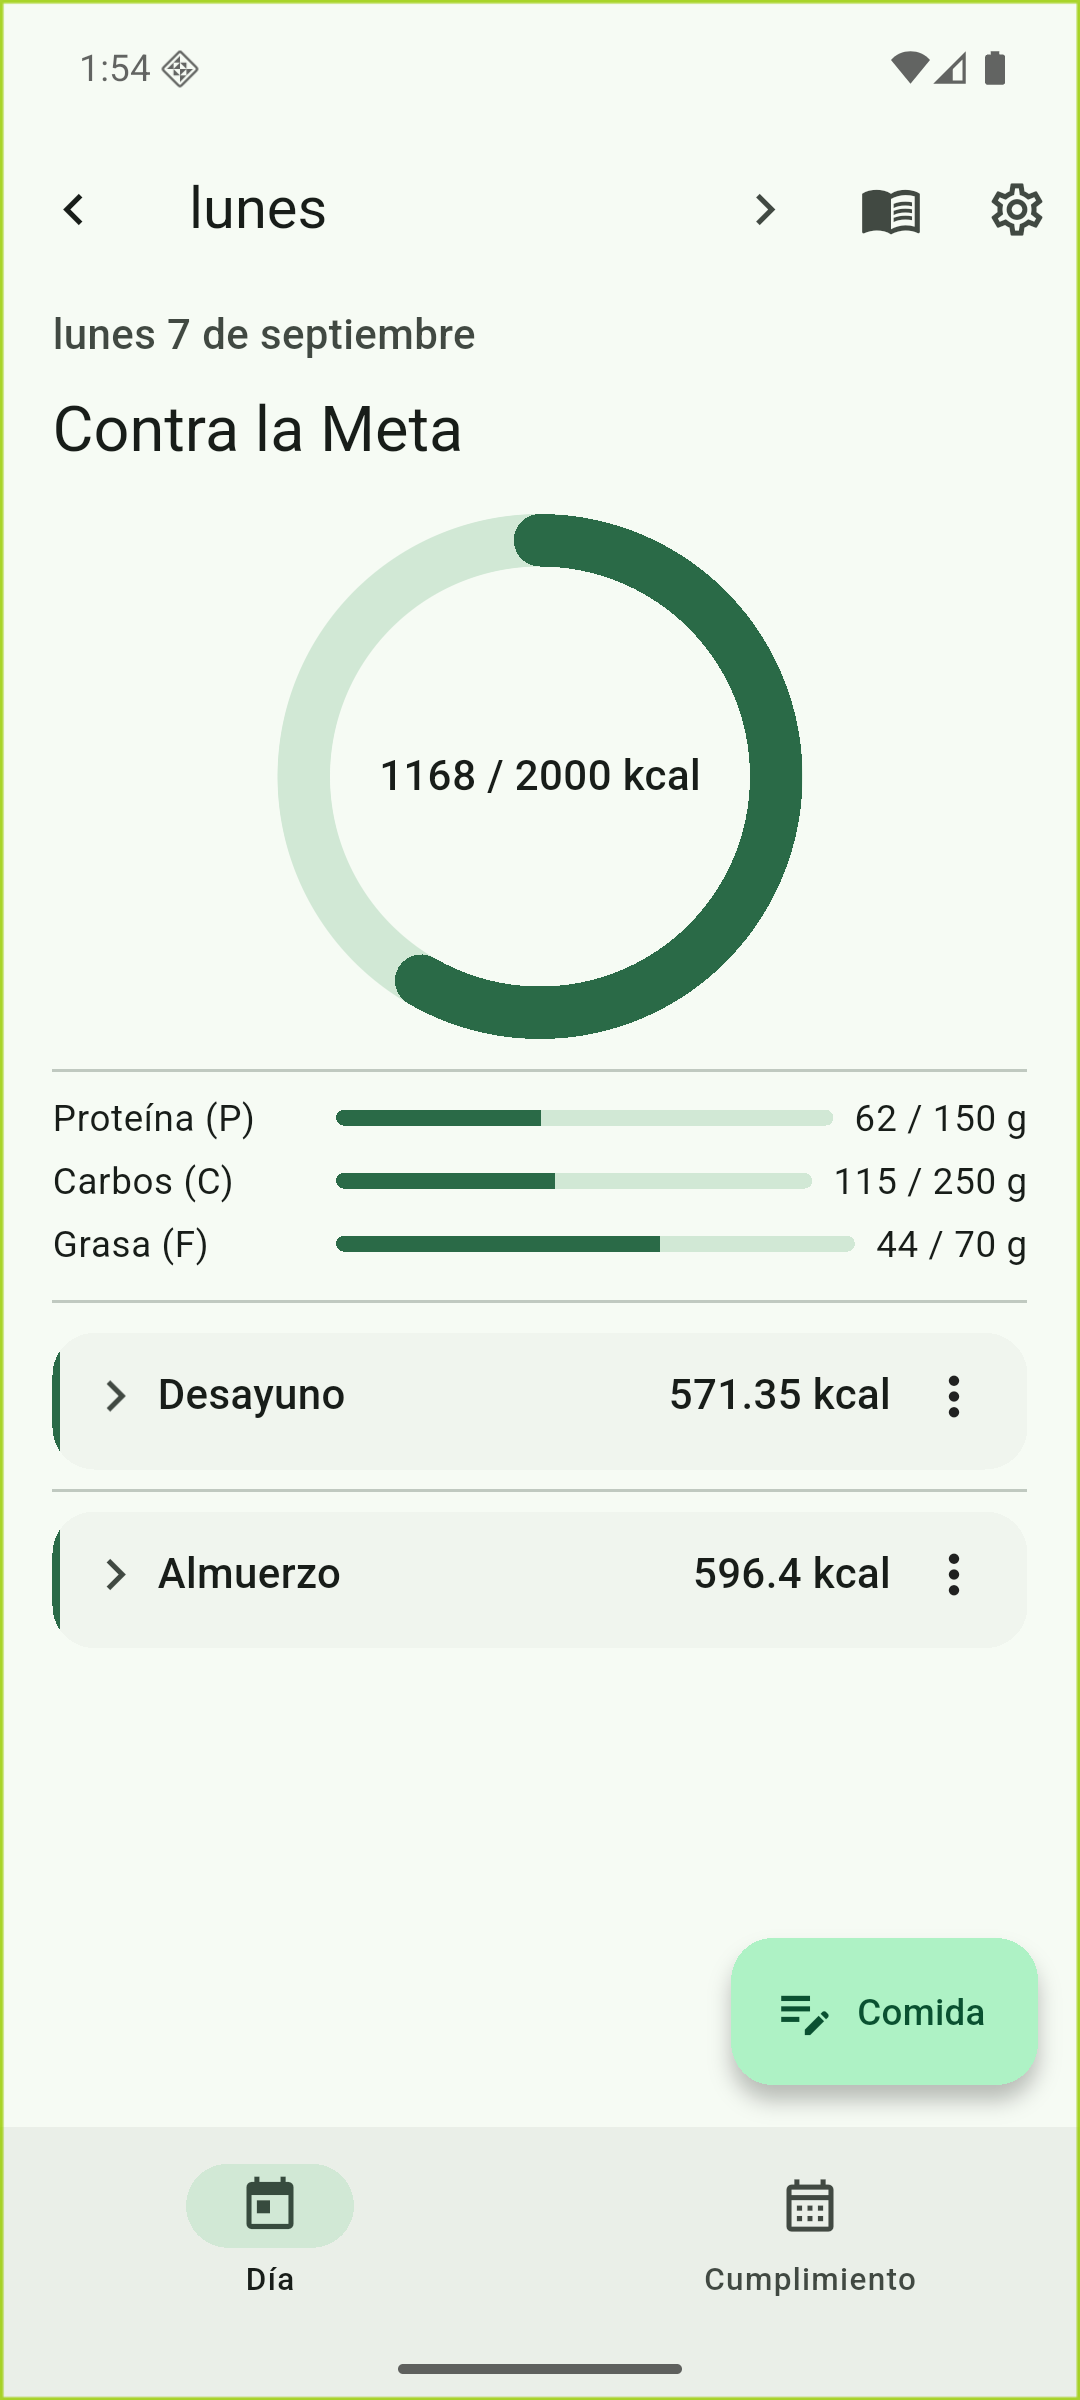 1:54
lunes
lunes 7 de septiembre
Contra la Meta
1168 / 2000 kcal
Proteína (P) 62 / 150 g
Carbos (C) 115 / 250 g
Grasa (F) 44 / 70 g
Desayuno 571.35 kcal
Almuerzo 596.4 kcal
Comida
Día Cumplimiento